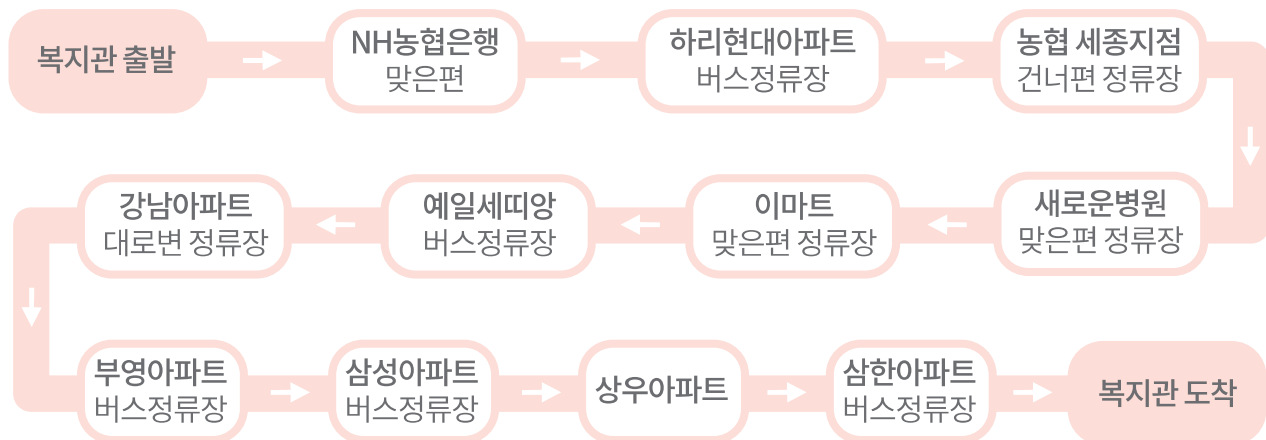 복지관 출발
NH농협은행
맞은편
하리현대아파트
버스정류장
농협 세종지점
건너편 정류장
새로운병원
맞은편 정류장
이마트
맞은편 정류장
예일세띠앙
버스정류장
강남아파트
대로변 정류장
부영아파트
버스정류장
삼성아파트
버스정류장
상우아파트
삼한아파트
버스정류장
복지관 도착